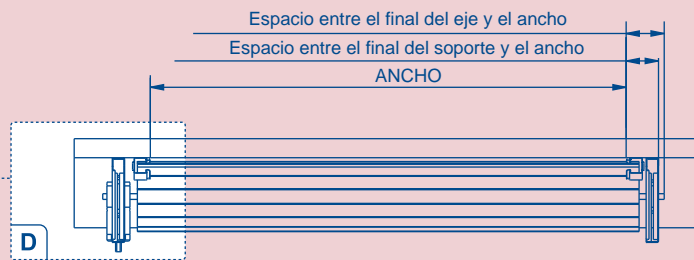 Espacio entre el final del eje y el ancho
Espacio entre el final del soporte y el ancho
ANCHO
D